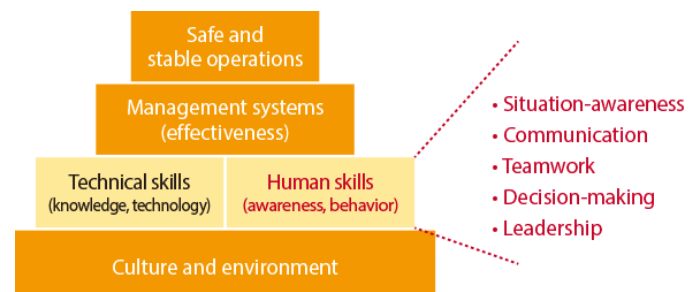 Safe and
stable operations
Management systems
(effectiveness)
Technical skills
(knowledge, technology)
Human skills
(awareness, behavior)
Culture and environment
• Situation-awareness
• Communication
• Teamwork
• Decision-making
• Leadership